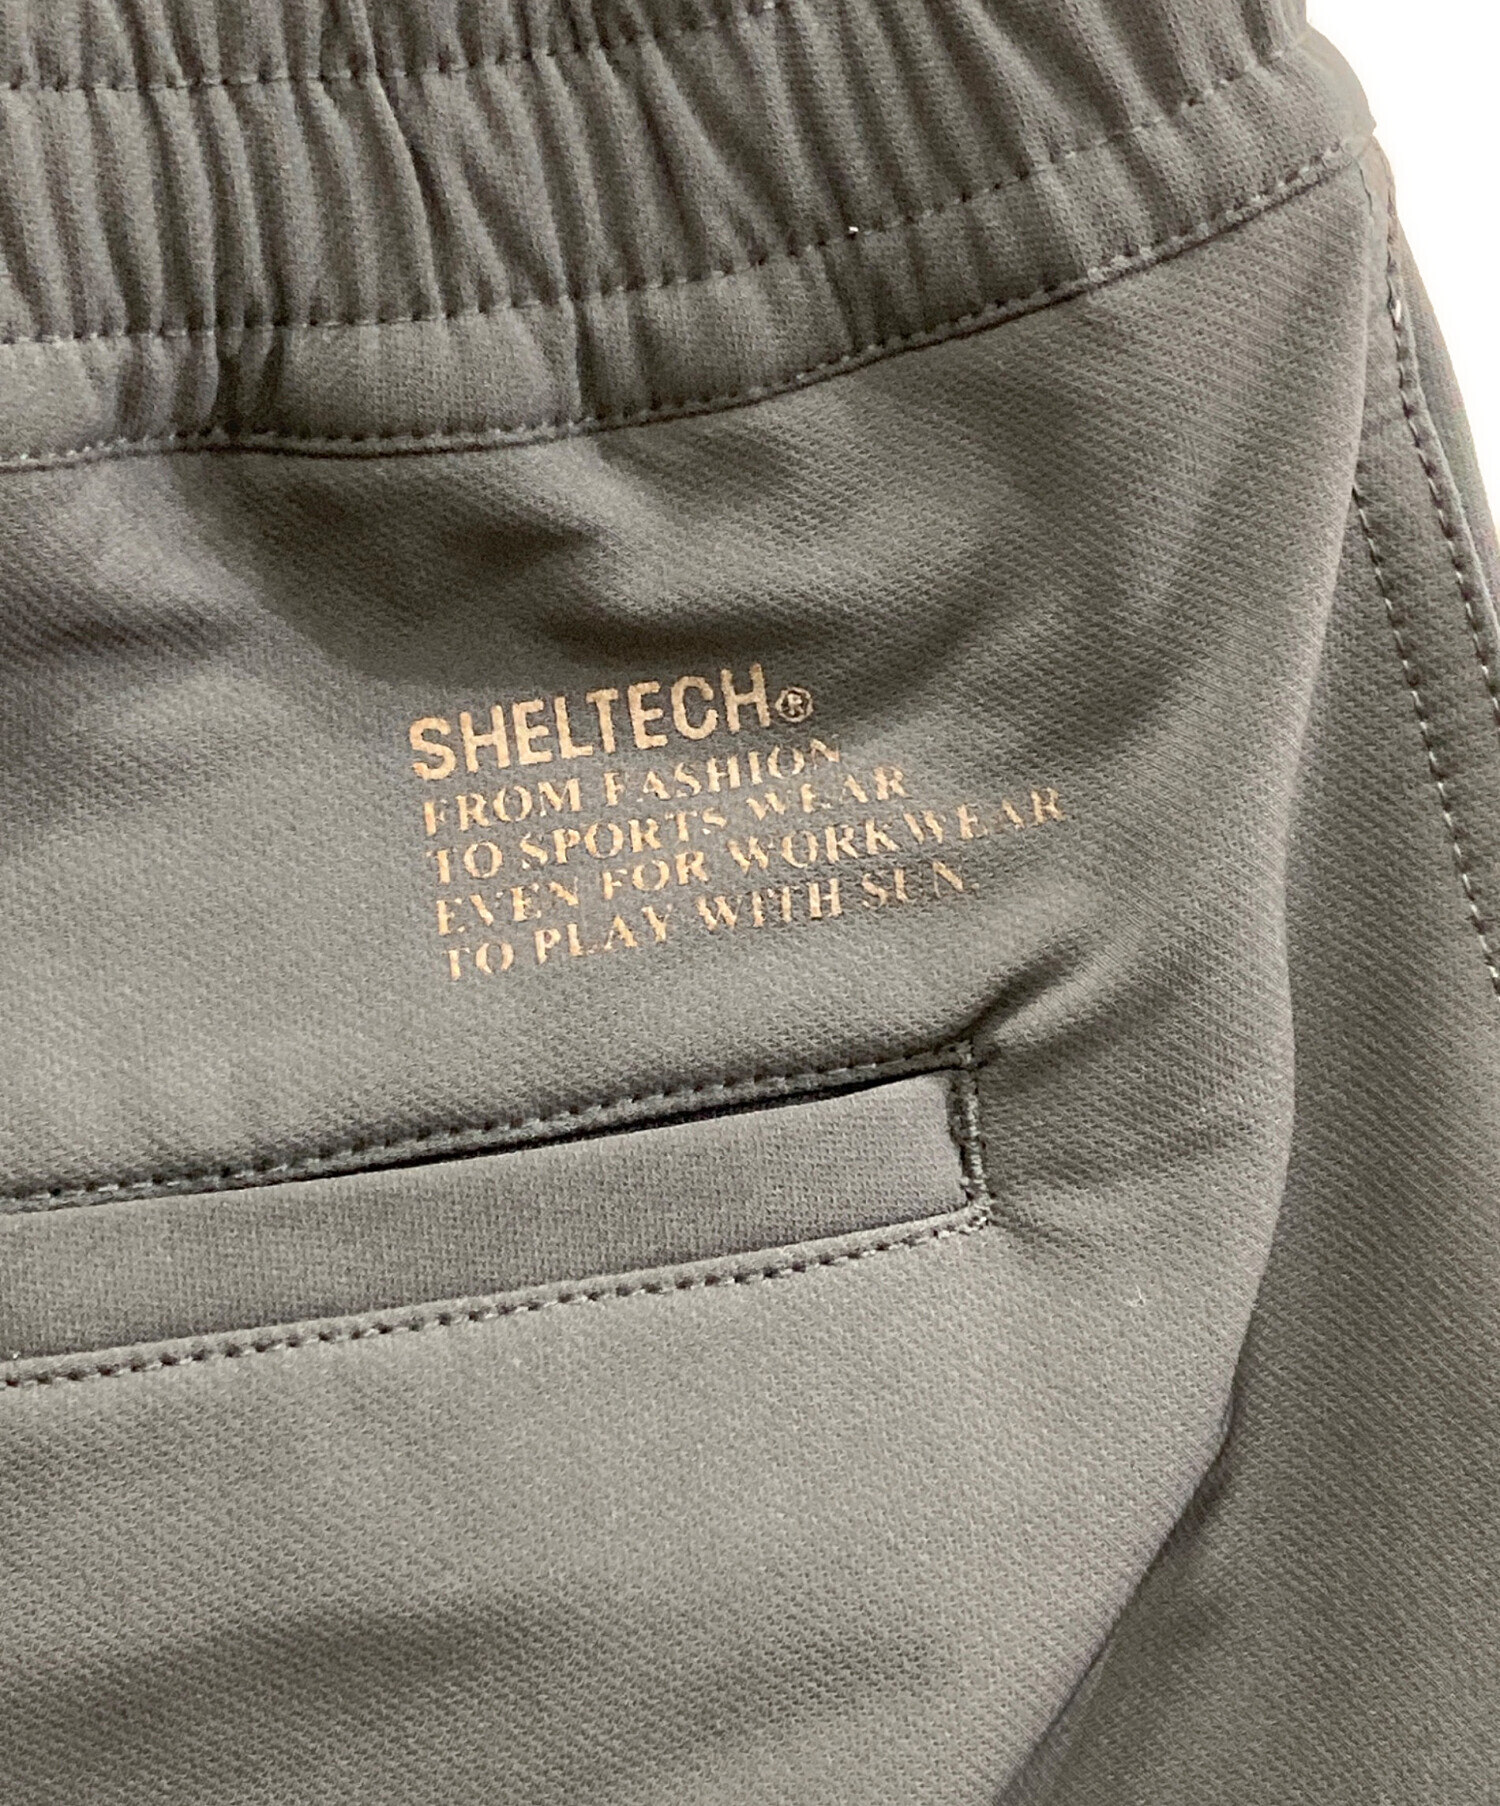 SHELTECH®
FROM FASHION
TO SPORTS WEAR
EVEN FOR WORKWEAR
TO PLAY WITH SUN.